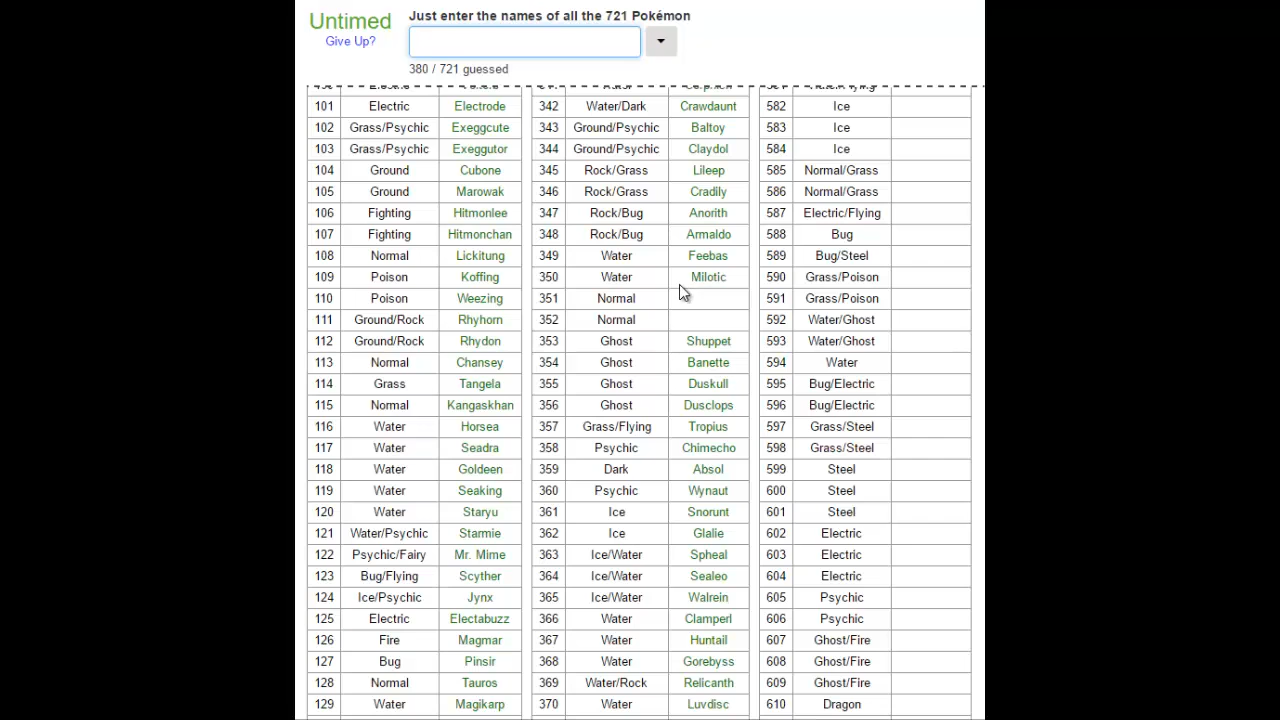 Untimed
Give Up?
Just enter the names of all the 721 Pokémon
380 / 721 guessed
101 Electric Electrode 342 Water/Dark Crawdaunt 582 Ice
102 Grass/Psychic Exeggcute 343 Ground/Psychic Baltoy 583 Ice
103 Grass/Psychic Exeggutor 344 Ground/Psychic Claydol 584 Ice
104 Ground Cubone 345 Rock/Grass Lileep 585 Normal/Grass
105 Ground Marowak 346 Rock/Grass Cradily 586 Normal/Grass
106 Fighting Hitmonlee 347 Rock/Bug Anorith 587 Electric/Flying
107 Fighting Hitmonchan 348 Rock/Bug Armaldo 588 Bug
108 Normal Lickitung 349 Water Feebas 589 Bug/Steel
109 Poison Koffing 350 Water Milotic 590 Grass/Poison
110 Poison Weezing 351 Normal 591 Grass/Poison
111 Ground/Rock Rhyhorn 352 Normal 592 Water/Ghost
112 Ground/Rock Rhydon 353 Ghost Shuppet 593 Water/Ghost
113 Normal Chansey 354 Ghost Banette 594 Water
114 Grass Tangela 355 Ghost Duskull 595 Bug/Electric
115 Normal Kangaskhan 356 Ghost Dusclops 596 Bug/Electric
116 Water Horsea 357 Grass/Flying Tropius 597 Grass/Steel
117 Water Seadra 358 Psychic Chimecho 598 Grass/Steel
118 Water Goldeen 359 Dark Absol 599 Steel
119 Water Seaking 360 Psychic Wynaut 600 Steel
120 Water Staryu 361 Ice Snorunt 601 Steel
121 Water/Psychic Starmie 362 Ice Glalie 602 Electric
122 Psychic/Fairy Mr. Mime 363 Ice/Water Spheal 603 Electric
123 Bug/Flying Scyther 364 Ice/Water Sealeo 604 Electric
124 Ice/Psychic Jynx 365 Ice/Water Walrein 605 Psychic
125 Electric Electabuzz 366 Water Clamperl 606 Psychic
126 Fire Magmar 367 Water Huntail 607 Ghost/Fire
127 Bug Pinsir 368 Water Gorebyss 608 Ghost/Fire
128 Normal Tauros 369 Water/Rock Relicanth 609 Ghost/Fire
129 Water Magikarp 370 Water Luvdisc 610 Dragon